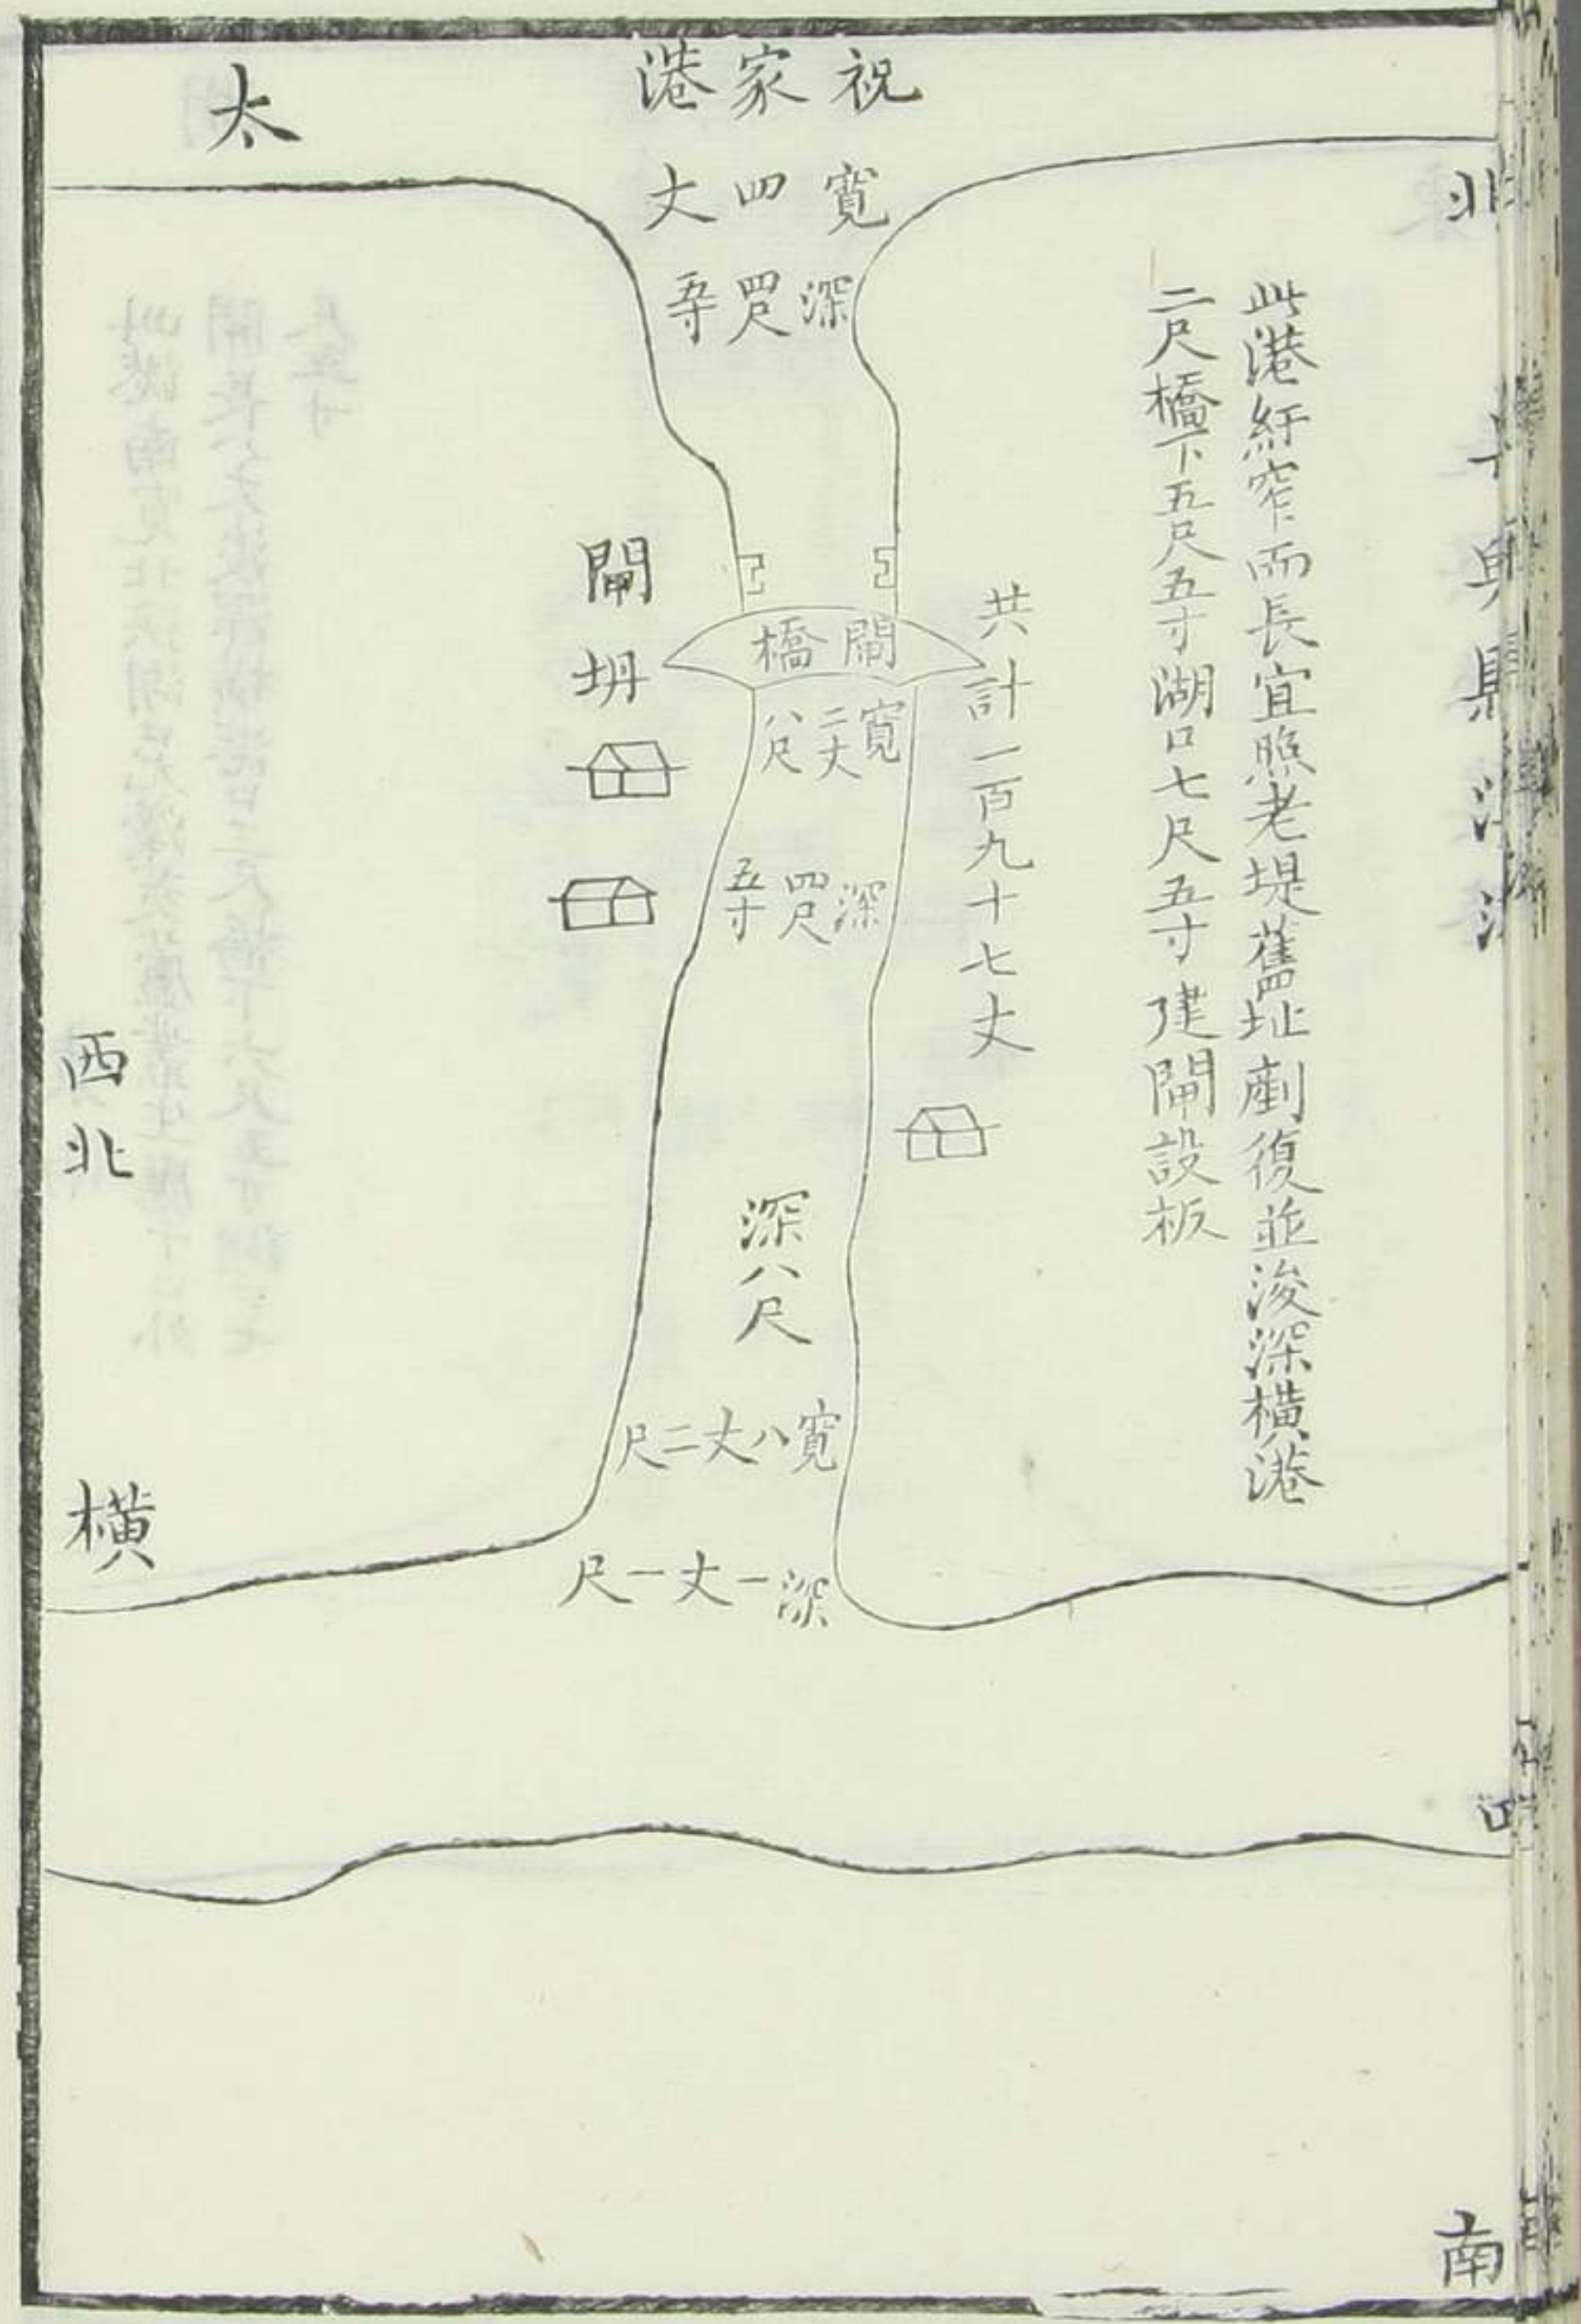 祝家港
太
寬四丈
深四尺五寸
北
此港紆窄而長宜照老堤舊址劃復並浚深橫港
二尺橋下五尺五寸湖口七尺五寸建閘設板
共計一百九十七丈
閘橋
閘坍
寬二丈八尺
深四尺五寸
深八尺
寬八丈二尺
深一丈一尺
西北
橫
南